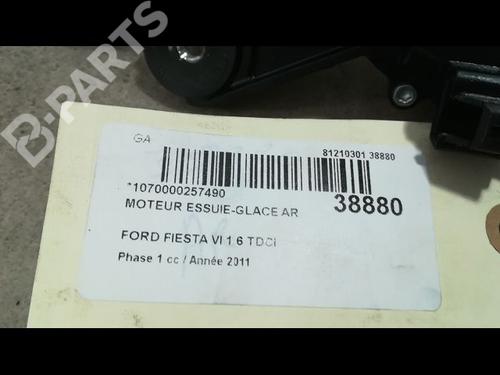 B-PARTS
GA
81210301 38880
*1070000257490
MOTEUR ESSUIE-GLACE AR
38880
FORD FIESTA VI 1.6 TDCI
Phase 1 cc / Année 2011